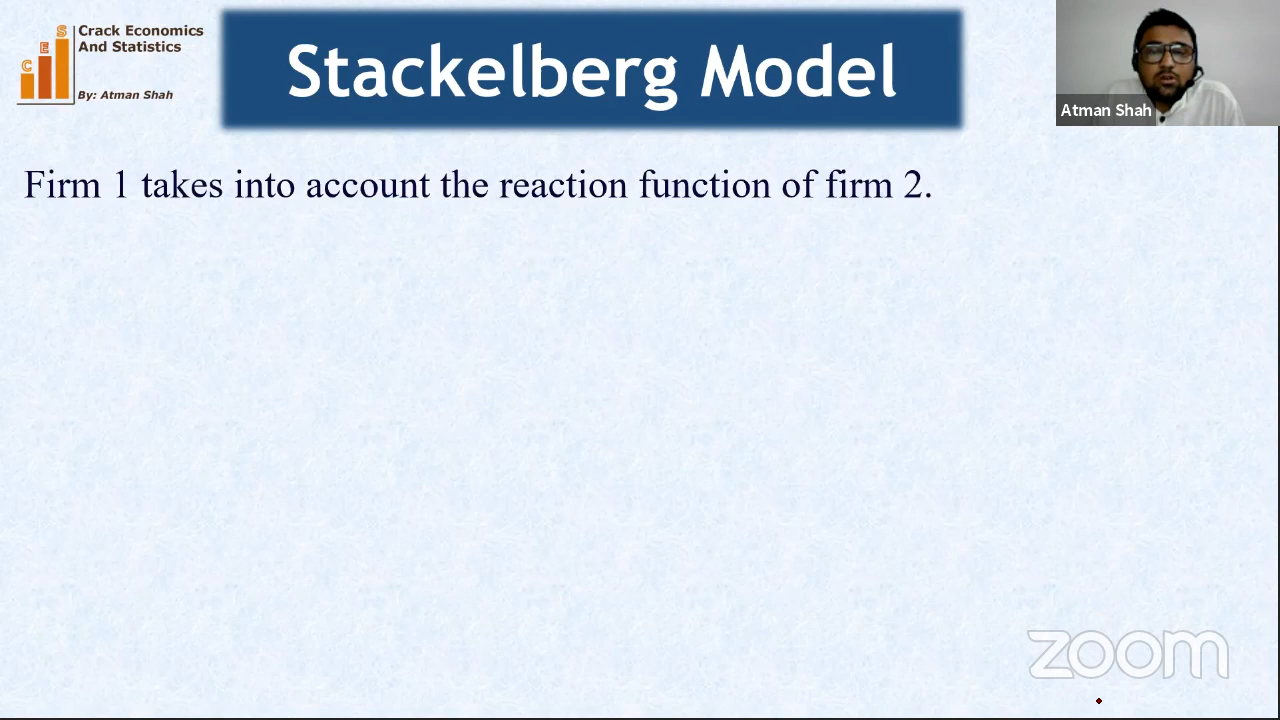 C E S
Crack Economics
And Statistics
By: Atman Shah
Stackelberg Model
Atman Shah
Firm 1 takes into account the reaction function of firm 2.
zoom